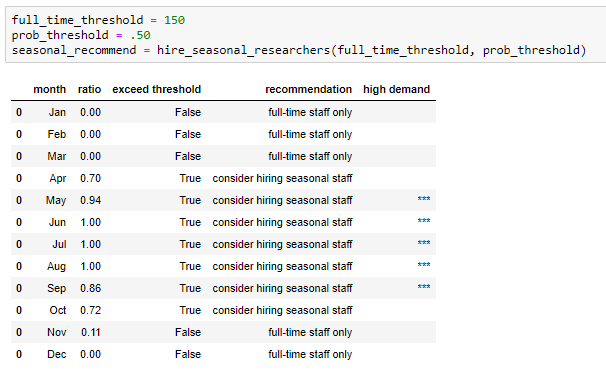 full_time_threshold = 150
prob_threshold = .50
seasonal_recommend = hire_seasonal_researchers(full_time_threshold, prob_threshold)
month ratio exceed threshold recommendation high demand
0 Jan 0.00 False full-time staff only
0 Feb 0.00 False full-time staff only
0 Mar 0.00 False full-time staff only
0 Apr 0.70 True consider hiring seasonal staff
0 May 0.94 True consider hiring seasonal staff ***
0 Jun 1.00 True consider hiring seasonal staff ***
0 Jul 1.00 True consider hiring seasonal staff ***
0 Aug 1.00 True consider hiring seasonal staff ***
0 Sep 0.86 True consider hiring seasonal staff ***
0 Oct 0.72 True consider hiring seasonal staff
0 Nov 0.11 False full-time staff only
0 Dec 0.00 False full-time staff only